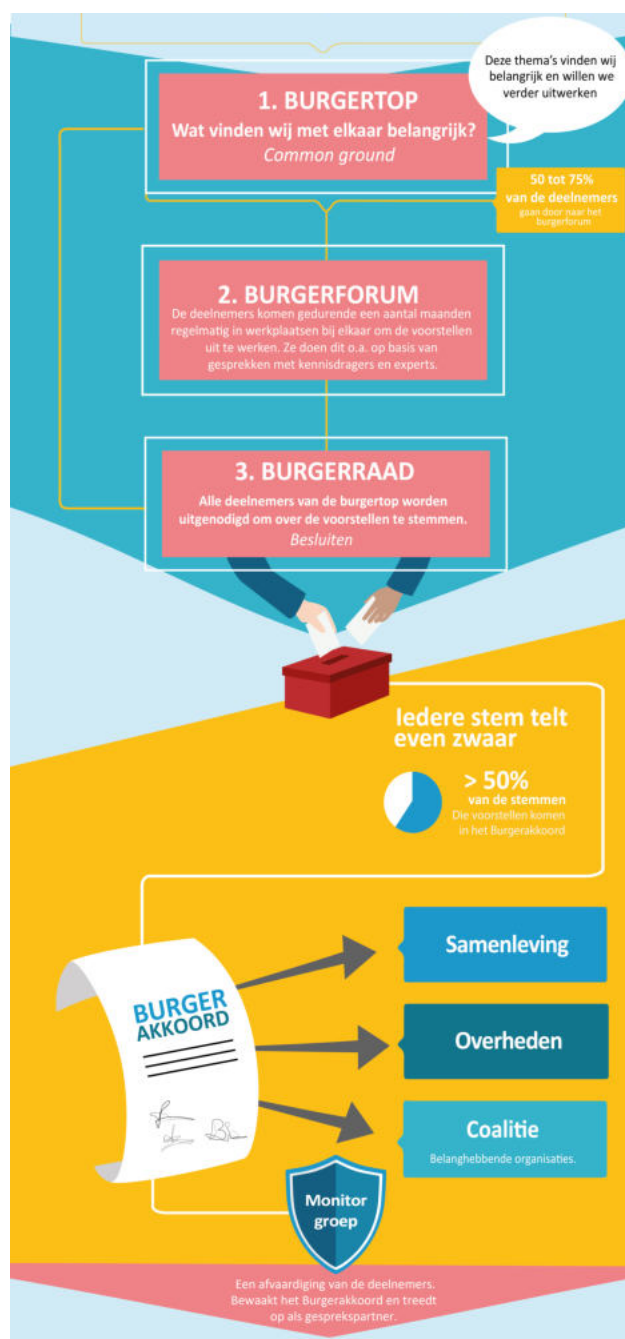 Deze thema's vinden wij
belangrijk en willen we
verder uitwerken
1. BURGERTOP
Wat vinden wij met elkaar belangrijk?
Common ground
50 tot 75%
van de deelnemers
gaan door naar het
burgerforum
2. BURGERFORUM
De deelnemers komen gedurende een aantal maanden
regelmatig in werkplaatsen bij elkaar om de voorstellen
uit te werken. Ze doen dit o.a. op basis van
gesprekken met kennisdragers en experts.
3. BURGERRAAD
Alle deelnemers van de burgertop worden
uitgenodigd om over de voorstellen te stemmen.
Besluiten
Iedere stem telt
even zwaar
> 50%
van de stemmen
Die voorstellen komen
in het Burgerakkoord
BURGER
AKKOORD
Samenleving
Overheden
Coalitie
Belanghebbende organisaties.
Monitor
groep
Een afvaardiging van de deelnemers.
Bewaakt het Burgerakkoord en treedt
op als gesprekspartner.